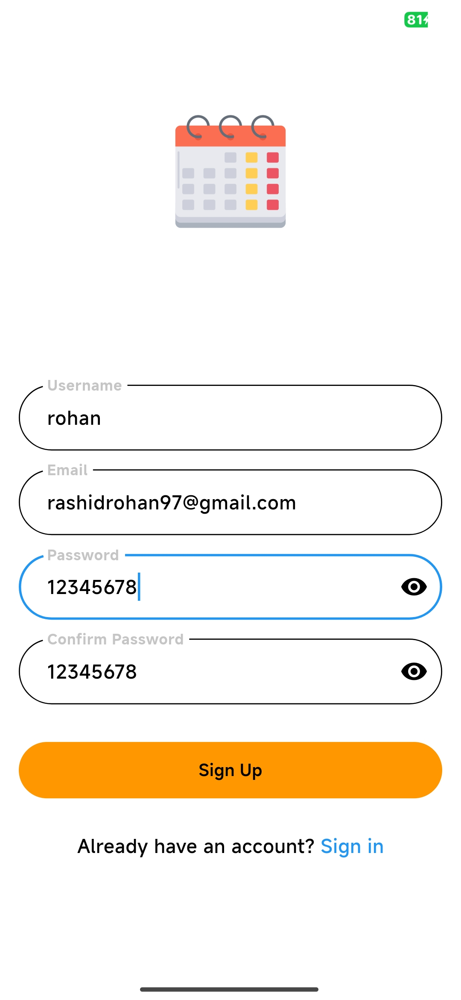 81
Username
rohan
Email
rashidrohan97@gmail.com
Password
12345678
Confirm Password
12345678
Sign Up
Already have an account? Sign in